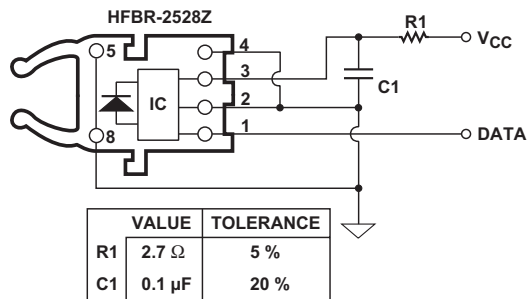 HFBR-2528Z
5
4
R1
VCC
3
IC
C1
2
8
1
DATA
VALUE TOLERANCE
R1 2.7 Ω 5 %
C1 0.1 µF 20 %